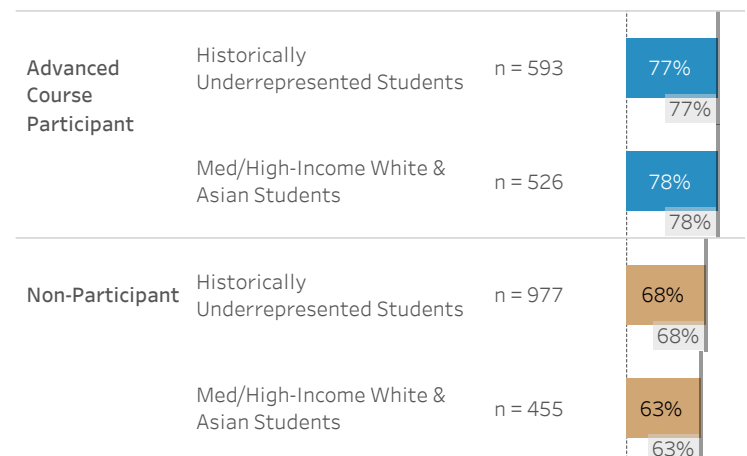 Advanced
Course
Participant
Historically
Underrepresented Students
n = 593
77%
77%
Med/High-Income White &
Asian Students
n = 526
78%
78%
Non-Participant
Historically
Underrepresented Students
n = 977
68%
68%
Med/High-Income White &
Asian Students
n = 455
63%
63%